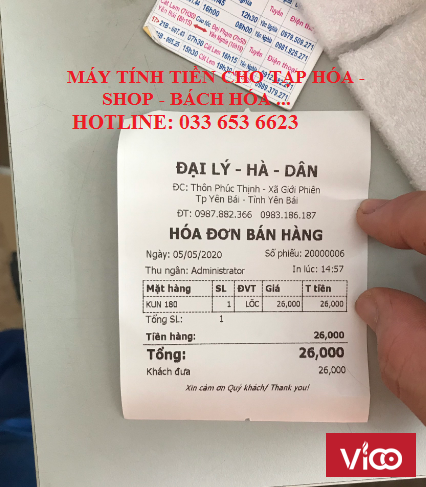 MÁY TÍNH TIỀN CHO TẠP HÓA -
SHOP - BÁCH HÓA ...
HOTLINE: 033 653 6623
ĐẠI LÝ - HÀ - DÂN
ĐC: Thôn Phúc Thịnh - Xã Giới Phiên
Tp Yên Bái - Tỉnh Yên Bái
ĐT: 0987.882.366 0983.186.187
HÓA ĐƠN BÁN HÀNG
Ngày: 05/05/2020 Số phiếu: 20000006
Thu ngân: Administrator In lúc: 14:57
Mặt hàng SL ĐVT Giá T tiền
KUN 180 1 LỐC 26,000 26,000
Tổng SL: 1
Tiền hàng: 26,000
Tổng: 26,000
Khách đưa 26,000
Xin cảm ơn Quý khách/ Thank you!
VICO